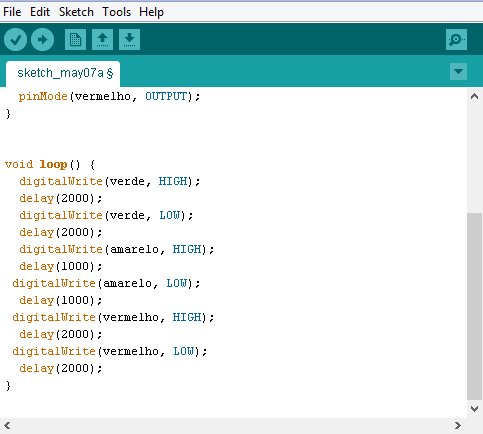 File Edit Sketch Tools Help
sketch_may07a §
pinMode(vermelho, OUTPUT);
}
void loop() {
digitalWrite(verde, HIGH);
delay(2000);
digitalWrite(verde, LOW);
delay(2000);
digitalWrite(amarelo, HIGH);
delay(1000);
digitalWrite(amarelo, LOW);
delay(1000);
digitalWrite(vermelho, HIGH);
delay(2000);
digitalWrite(vermelho, LOW);
delay(2000);
}